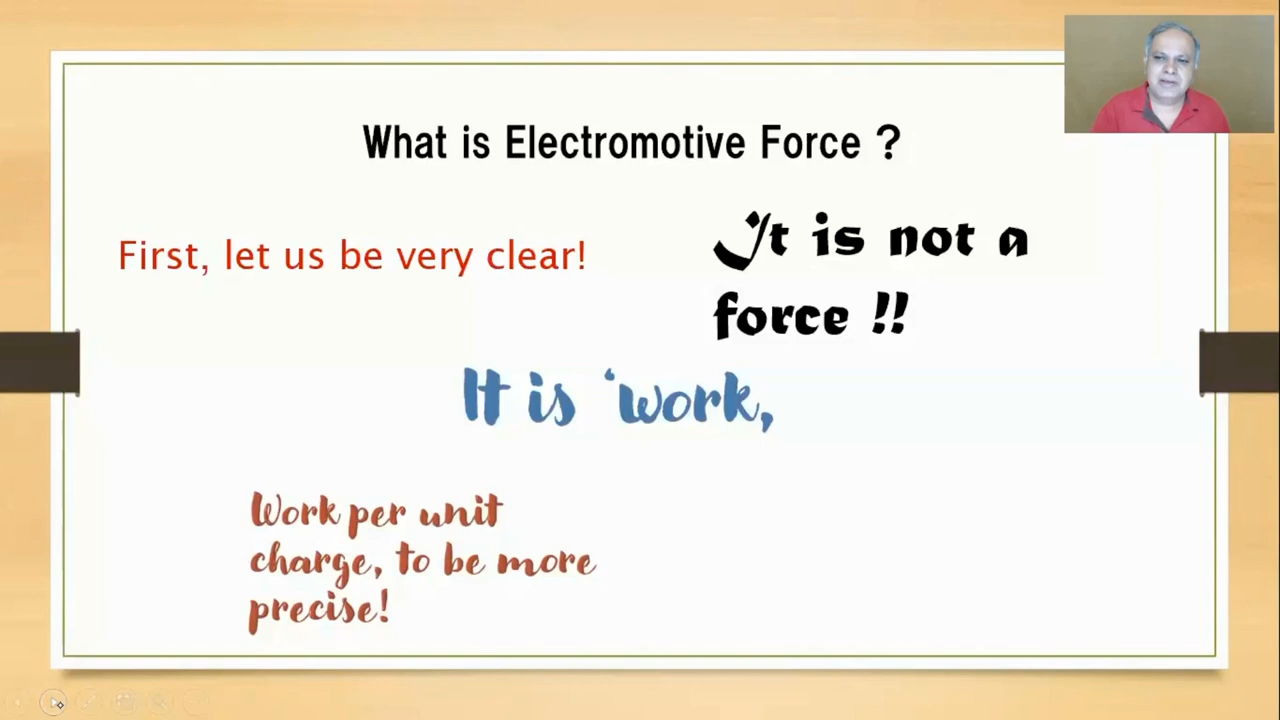 What is Electromotive Force ?
First, let us be very clear!
It is not a
force !!
It is ‘work,
Work per unit
charge, to be more
precise!